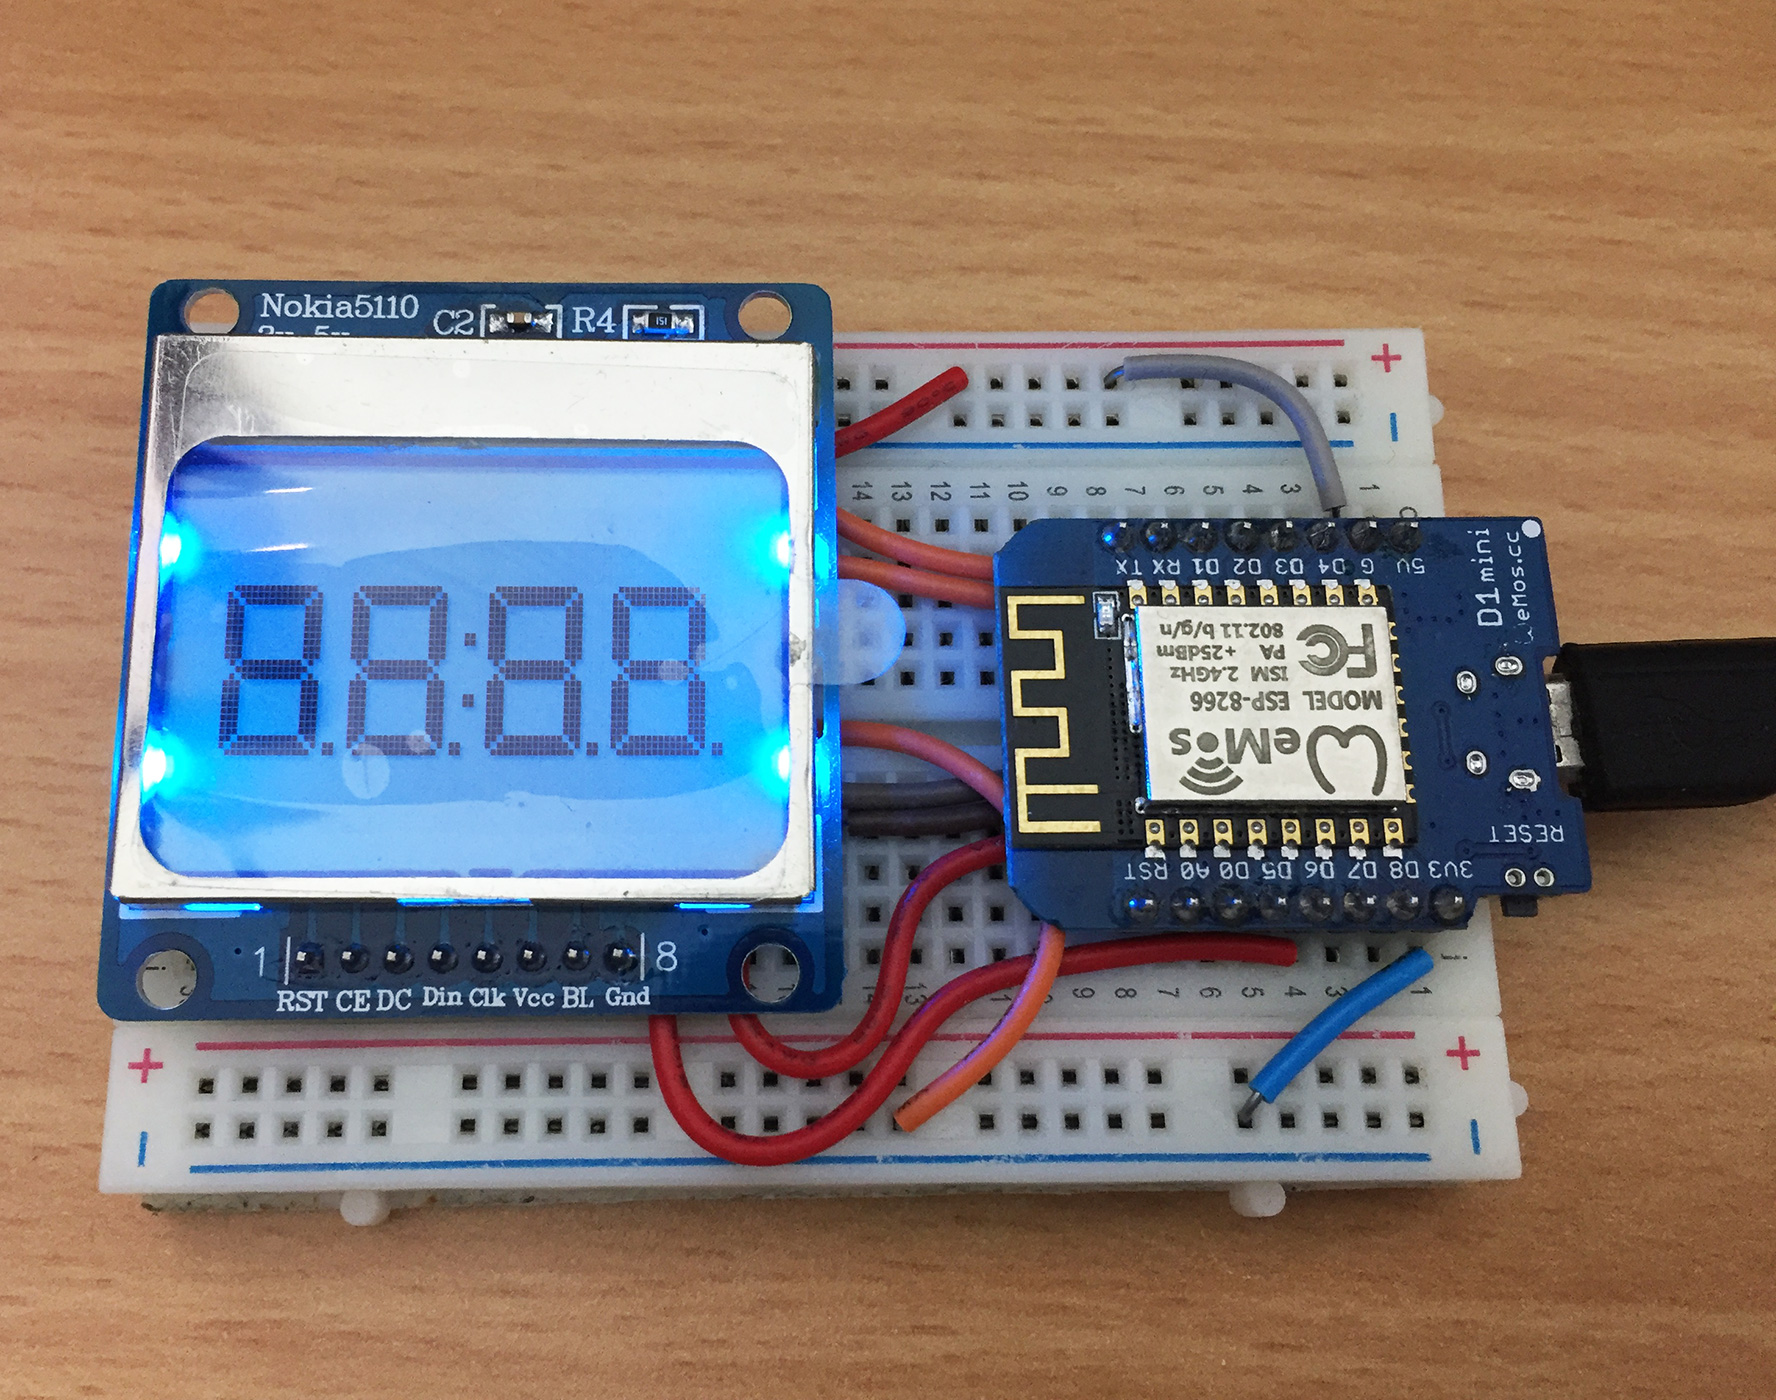 Nokia5110
C2
R4
151
88:88
1
8
RST CE DC Din Clk Vcc BL Gnd
+
-
14 13 12 11 10 9 8 7 6 5 4 3 1
TX RX D1 D2 D3 D4 G 5V
D1mini
WeMos.cc
WeMos
MODEL ESP-8266
ISM 2.4GHz
PA +25dBm
802.11 b/g/n
FC
RESET
RST A0 D0 D5 D6 D7 D8 3V3
9 8 7 6 5 4 3 1
+
+
-
-